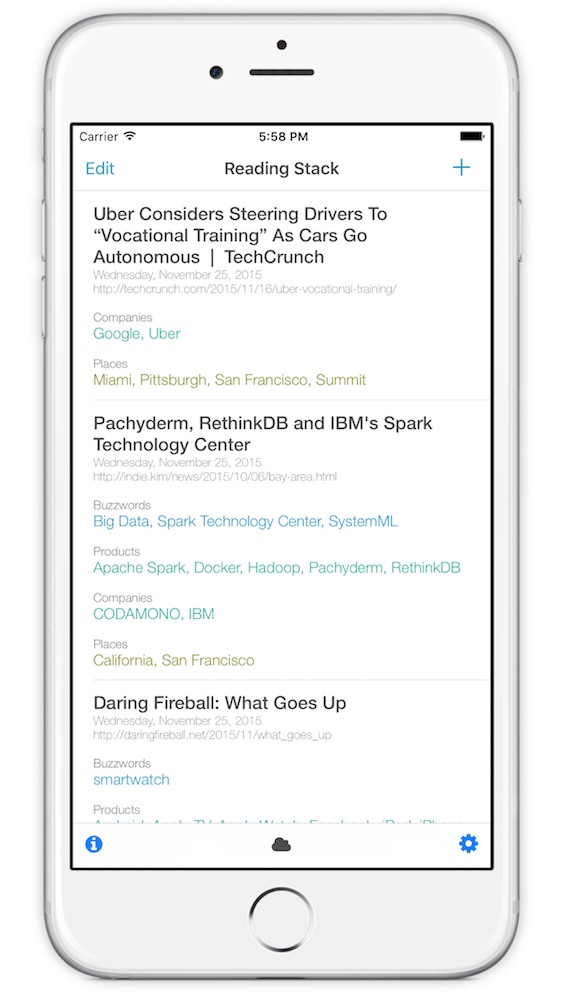 Carrier 5:58 PM
Edit Reading Stack +
Uber Considers Steering Drivers To
“Vocational Training” As Cars Go
Autonomous | TechCrunch
Wednesday, November 25, 2015
http://techcrunch.com/2015/11/16/uber-vocational-training/
Companies
Google, Uber
Places
Miami, Pittsburgh, San Francisco, Summit
Pachyderm, RethinkDB and IBM's Spark
Technology Center
Wednesday, November 25, 2015
http://indie.kim/news/2015/10/06/bay-area.html
Buzzwords
Big Data, Spark Technology Center, SystemML
Products
Apache Spark, Docker, Hadoop, Pachyderm, RethinkDB
Companies
CODAMONO, IBM
Places
California, San Francisco
Daring Fireball: What Goes Up
Wednesday, November 25, 2015
http://daringfireball.net/2015/11/what_goes_up
Buzzwords
smartwatch
Products